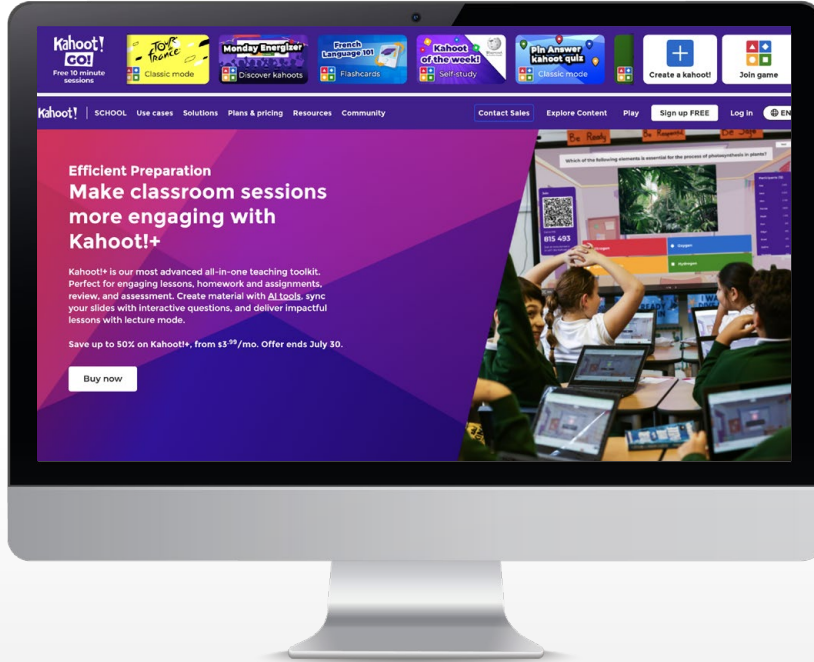 Kahoot!
GO!
Free 10 minute
sessions
TOUR
france
Classic mode
Monday Energizer
Discover kahoots
French
Language 101
Flashcards
Kahoot
of the week!
Self-study
Pin Answer
kahoot quiz
Classic mode
Create a kahoot!
Join game
Kahoot! SCHOOL Use cases Solutions Plans & pricing Resources Community Contact Sales Explore Content Play Sign up FREE Log in EN
Efficient Preparation
Make classroom sessions
more engaging with
Kahoot!+
Kahoot!+ is our most advanced all-in-one teaching toolkit.
Perfect for engaging lessons, homework and assignments,
review, and assessment. Create material with AI tools, sync
your slides with interactive questions, and deliver impactful
lessons with lecture mode.
Save up to 50% on Kahoot!+, from $3.99/mo. Offer ends July 30.
Buy now
Be Ready Be Respectful Be Safe
Which of the following elements is essential for the process of photosynthesis in plants?
815 493
Oxygen
Hydrogen